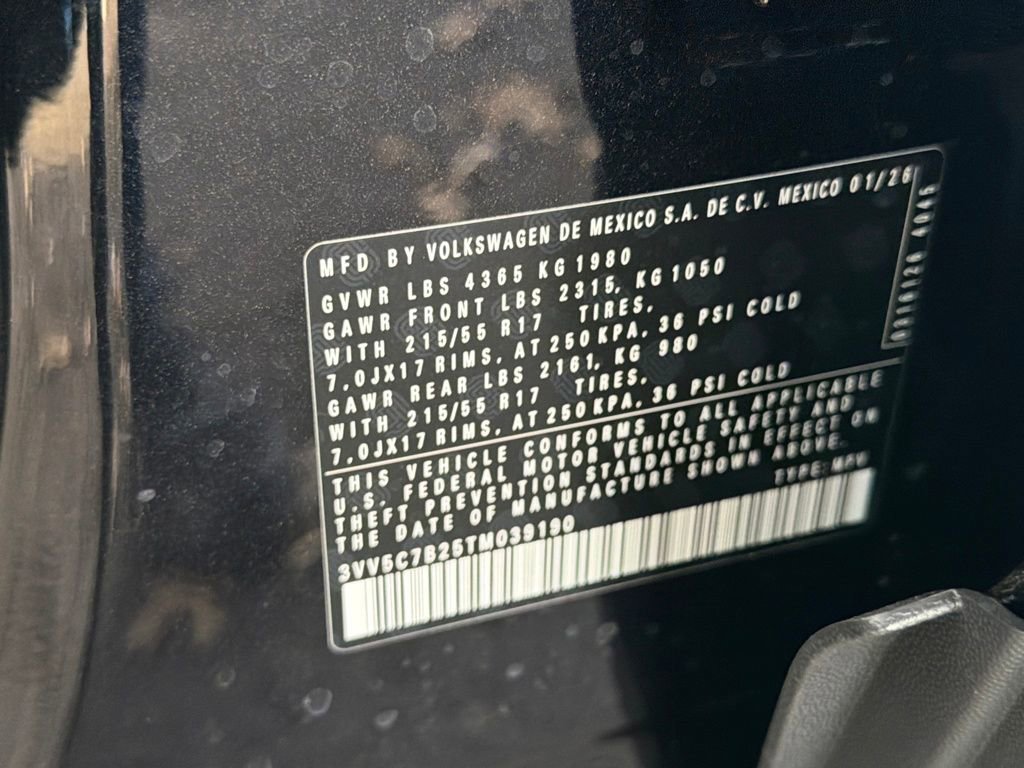 MFD BY VOLKSWAGEN DE MEXICO S.A. DE C.V. MEXICO 01/26
GVWR LBS 4365 KG 1980
GAWR FRONT LBS 2315, KG 1050
WITH 215/55 R17 TIRES,
7,0JX17 RIMS, AT 250 KPA, 36 PSI COLD
GAWR REAR LBS 2161, KG 980
WITH 215/55 R17 TIRES,
7,0JX17 RIMS, AT 250 KPA, 36 PSI COLD
THIS VEHICLE CONFORMS TO ALL APPLICABLE
U.S. FEDERAL MOTOR VEHICLE SAFETY AND
THEFT PREVENTION STANDARDS IN EFFECT ON
THE DATE OF MANUFACTURE SHOWN ABOVE.
TYPE: MPV
3VV5C7B25TM039190